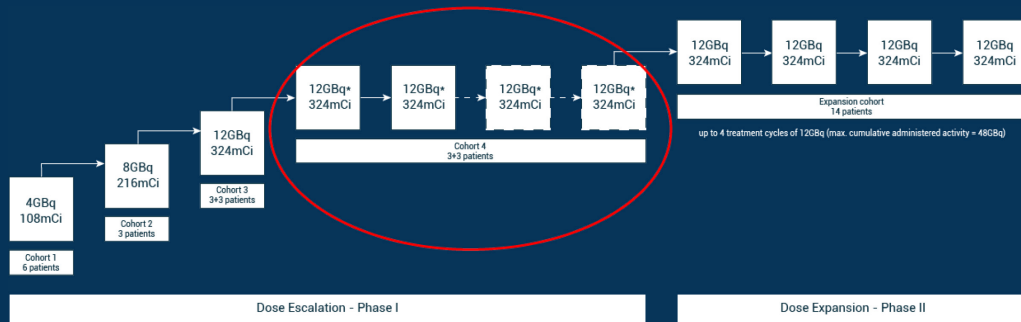 4GBq
108mCi
Cohort 1
6 patients
8GBq
216mCi
Cohort 2
3 patients
12GBq
324mCi
Cohort 3
3+3 patients
12GBq*
324mCi
12GBq*
324mCi
12GBq*
324mCi
12GBq*
324mCi
Cohort 4
3+3 patients
12GBq
324mCi
12GBq
324mCi
12GBq
324mCi
12GBq
324mCi
Expansion cohort
14 patients
up to 4 treatment cycles of 12GBq (max. cumulative administered activity = 48GBq)
Dose Escalation - Phase I
Dose Expansion - Phase II